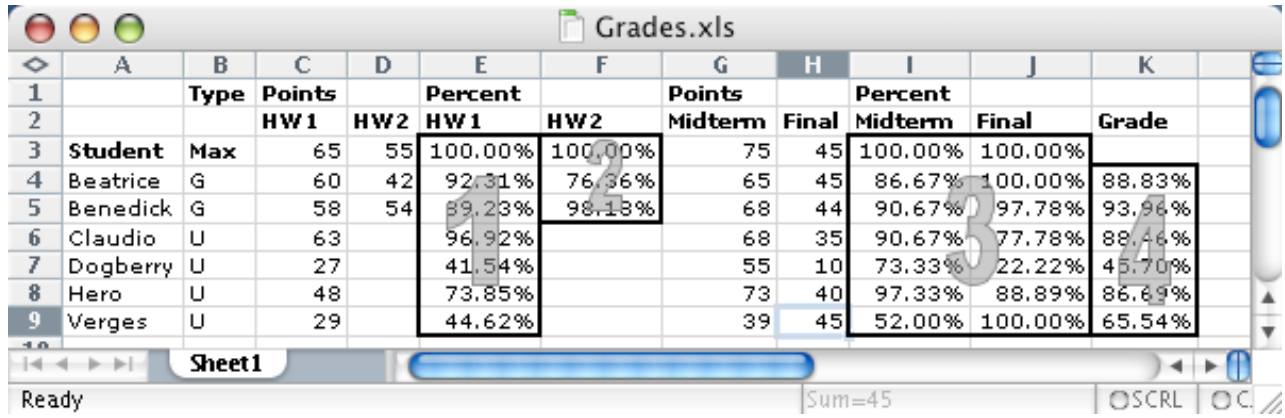 Grades.xls
A B C D E F G H I J K
1 Type Points Percent Points Percent
2 HW1 HW2 HW1 HW2 Midterm Final Midterm Final Grade
3 Student Max 65 55 100.00% 100.00% 75 45 100.00% 100.00%
4 Beatrice G 60 42 92.31% 76.36% 65 45 86.67% 100.00% 88.83%
5 Benedick G 58 54 89.23% 98.18% 68 44 90.67% 97.78% 93.96%
6 Claudio U 63 96.92% 68 35 90.67% 77.78% 88.46%
7 Dogberry U 27 41.54% 55 10 73.33% 22.22% 45.70%
8 Hero U 48 73.85% 73 40 97.33% 88.89% 86.69%
9 Verges U 29 44.62% 39 45 52.00% 100.00% 65.54%
1 2 3 4
Sheet1
Ready Sum=45 SCRL C